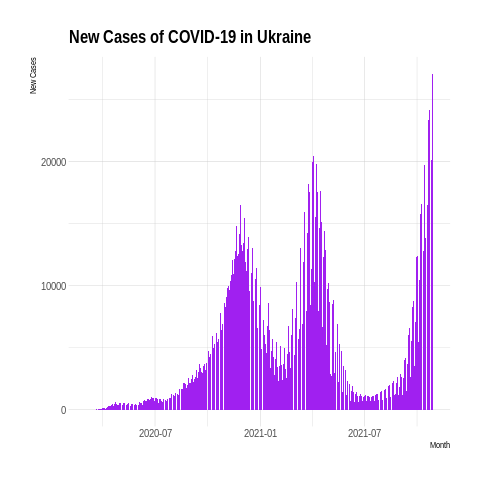 New Cases of COVID-19 in Ukraine
New Cases
20000
10000
0
2020-07
2021-01
2021-07
Month